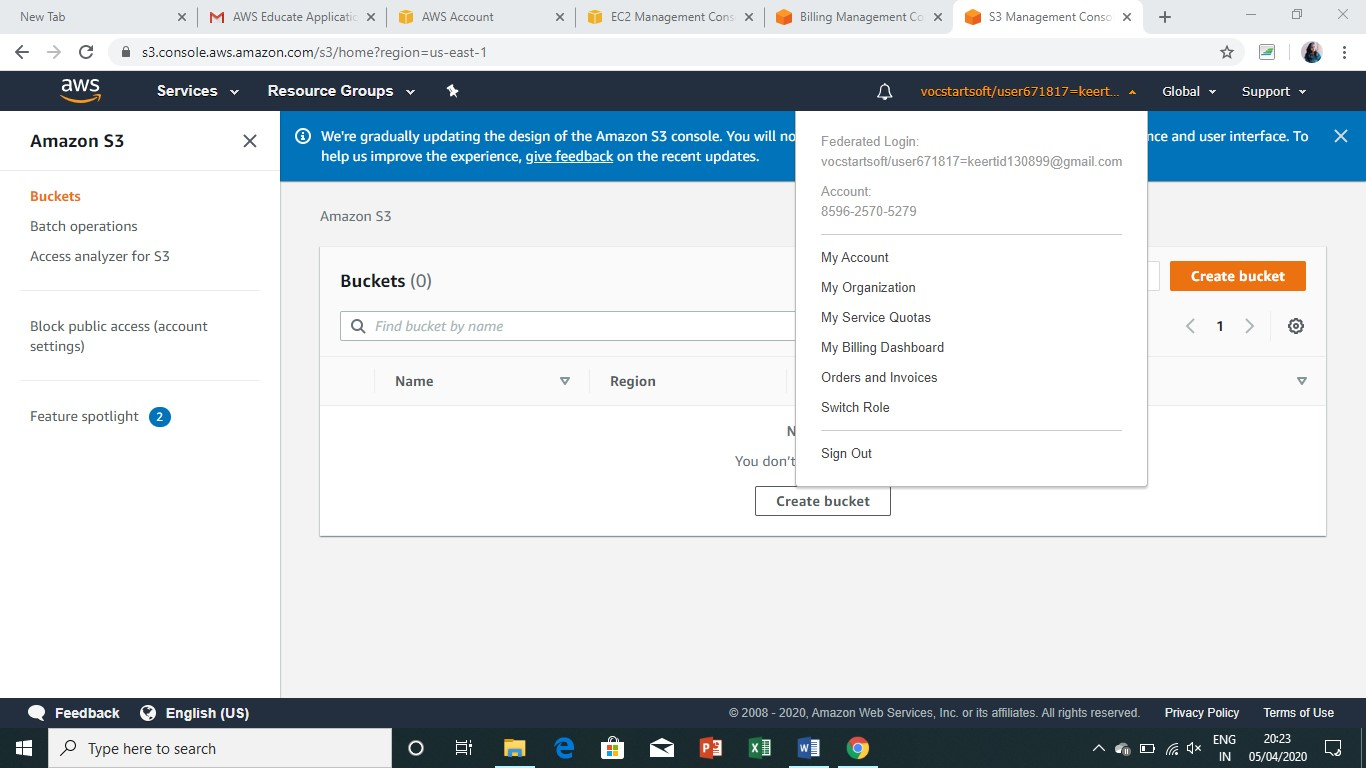 New Tab
AWS Educate Applicatic
AWS Account
EC2 Management Cons
Billing Management Co
S3 Management Conso
s3.console.aws.amazon.com/s3/home?region=us-east-1
aws
Services
Resource Groups
vocstartsoft/user671817=keert...
Global
Support
Amazon S3
We're gradually updating the design of the Amazon S3 console. You will no
nce and user interface. To
help us improve the experience, give feedback on the recent updates.
Federated Login:
vocstartsoft/user671817=keertid130899@gmail.com
Account:
8596-2570-5279
My Account
My Organization
My Service Quotas
My Billing Dashboard
Orders and Invoices
Switch Role
Sign Out
Buckets
Batch operations
Access analyzer for S3
Block public access (account
settings)
Feature spotlight 2
Amazon S3
Buckets (0)
Create bucket
Find bucket by name
1
Name
Region
N
You don't
Create bucket
Feedback
English (US)
© 2008 - 2020, Amazon Web Services, Inc. or its affiliates. All rights reserved.
Privacy Policy
Terms of Use
Type here to search
ENG
IN
20:23
05/04/2020